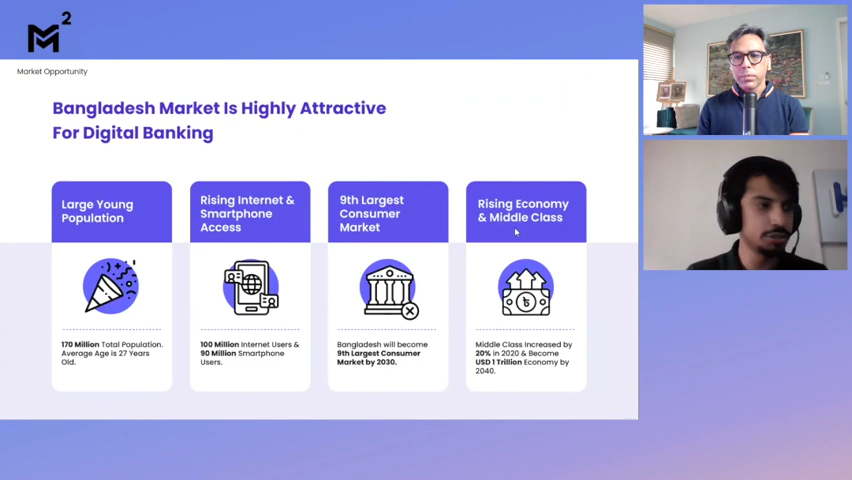 M2
Market Opportunity
Bangladesh Market Is Highly Attractive
For Digital Banking
Large Young
Population
170 Million Total Population.
Average Age is 27 Years
Old.
Rising Internet &
Smartphone
Access
100 Million Internet Users &
90 Million Smartphone
Users.
9th Largest
Consumer
Market
Bangladesh will become
9th Largest Consumer
Market by 2030.
Rising Economy
& Middle Class
৳
Middle Class Increased by
20% in 2020 & Become
USD 1 Trillion Economy by
2040.